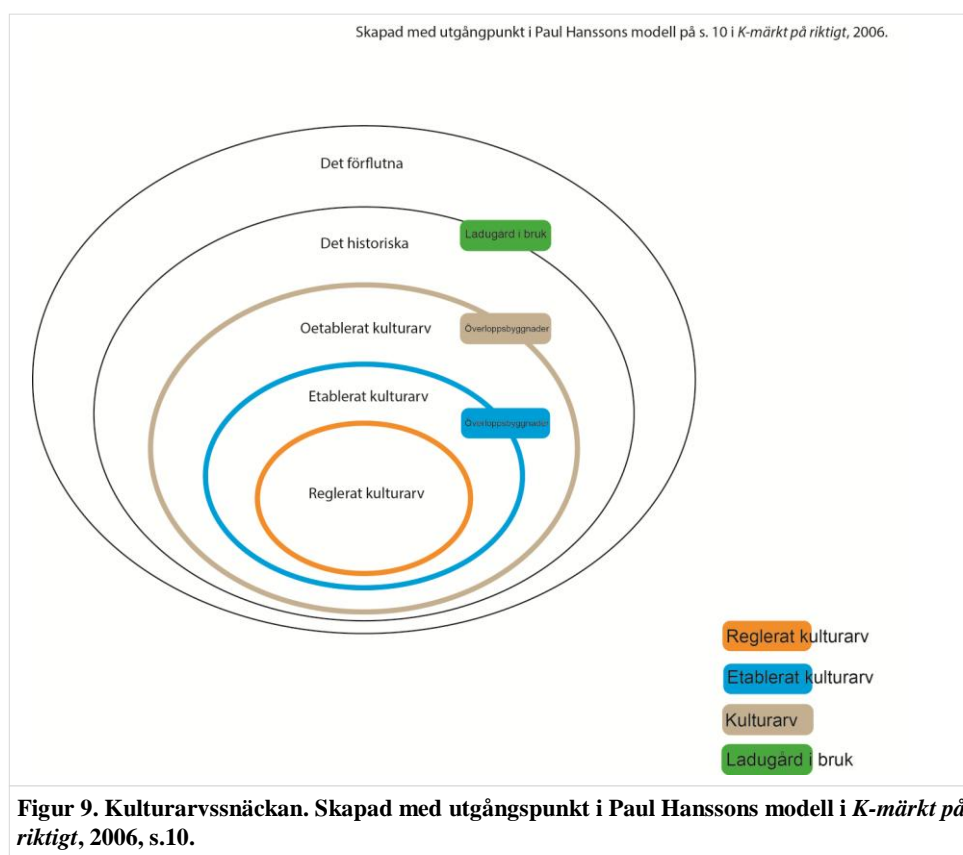 Skapad med utgångpunkt i Paul Hanssons modell på s. 10 i K-märkt på riktigt, 2006.
Det förflutna
Ladugård i bruk
Det historiska
Oetablerat kulturarv
Överloppsbyggnader
Etablerat kulturarv
Överloppsbyggnader
Reglerat kulturarv
Reglerat kulturarv
Etablerat kulturarv
Kulturarv
Ladugård i bruk
Figur 9. Kulturarvssnäckan. Skapad med utgångspunkt i Paul Hanssons modell i K-märkt på
riktigt, 2006, s.10.